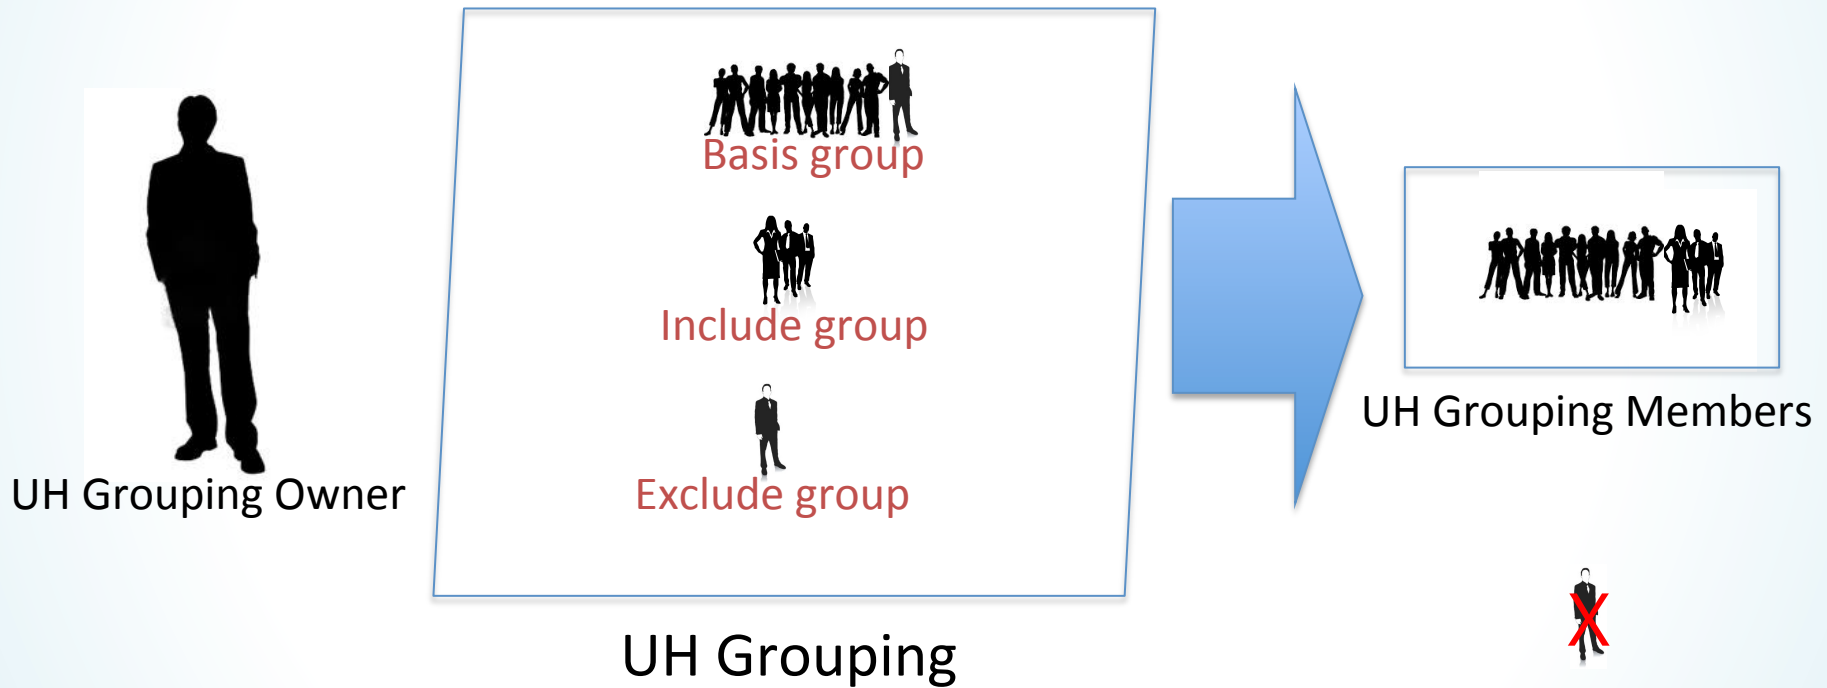 Basis group
Include group
Exclude group
UH Grouping Owner
UH Grouping
UH Grouping Members
X